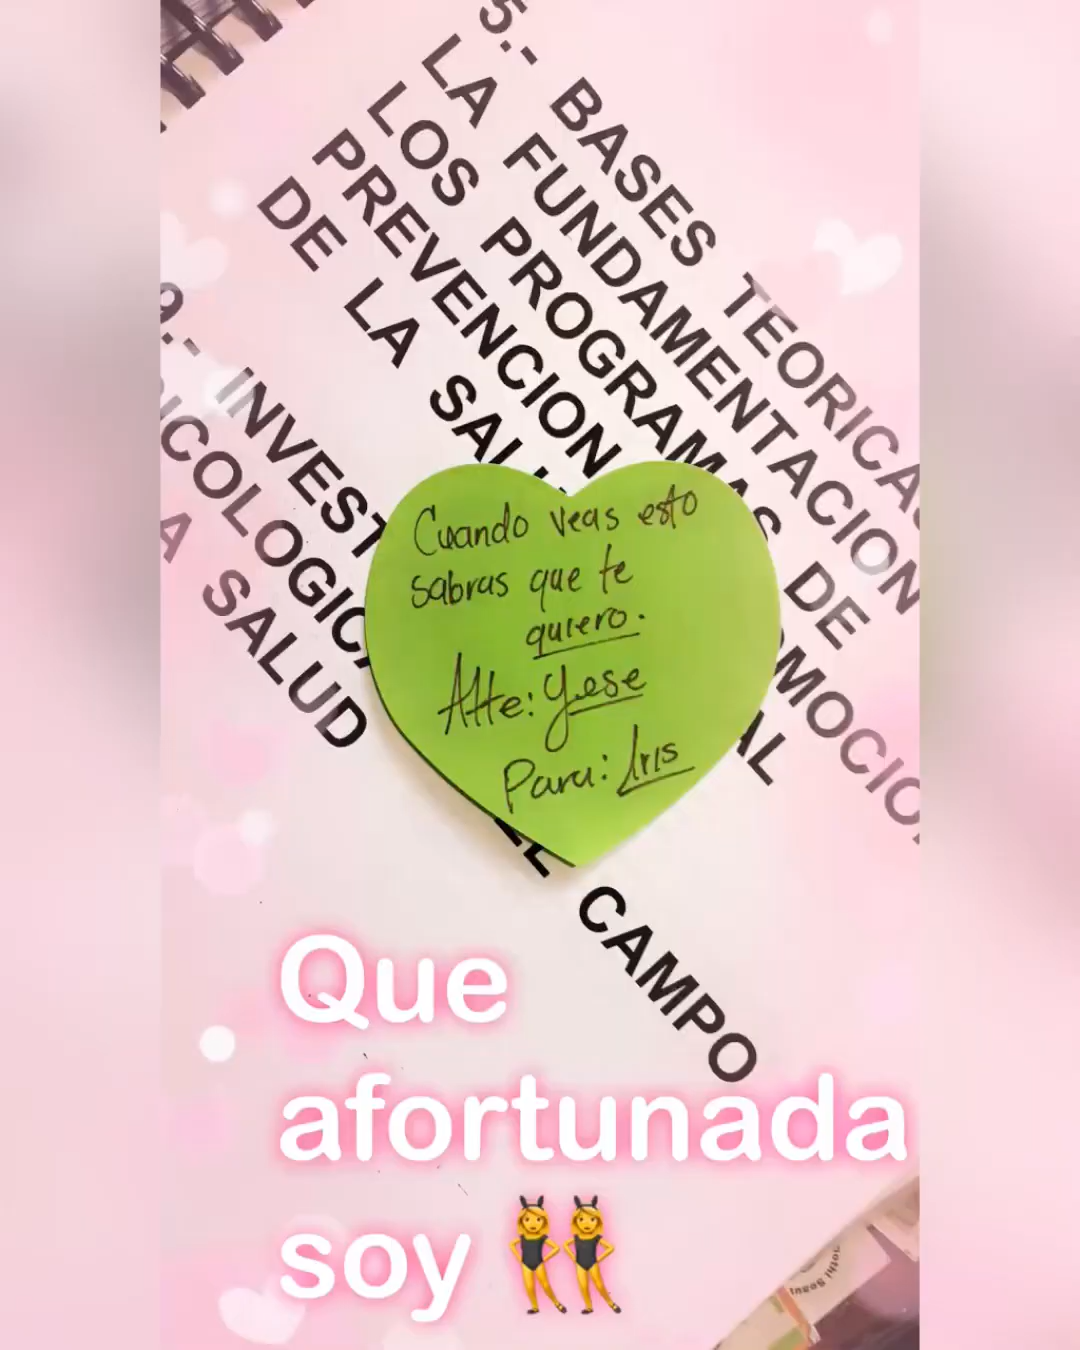 5.- BASES TEORICAS
LA FUNDAMENTACION
LOS PROGRAMAS DE
PREVENCION
DE LA
9.- INVEST
SALUD
CAMPO
Cuando veas esto
sabras que te
quiero.
Atte: Yese
Para: Iris
Que
afortunada
soy 👯